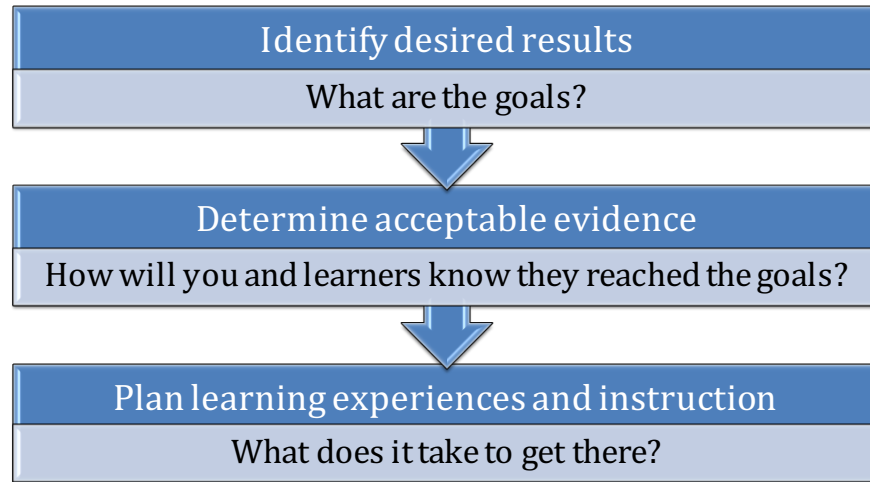 Identify desired results
What are the goals?
Determine acceptable evidence
How will you and learners know they reached the goals?
Plan learning experiences and instruction
What does it take to get there?